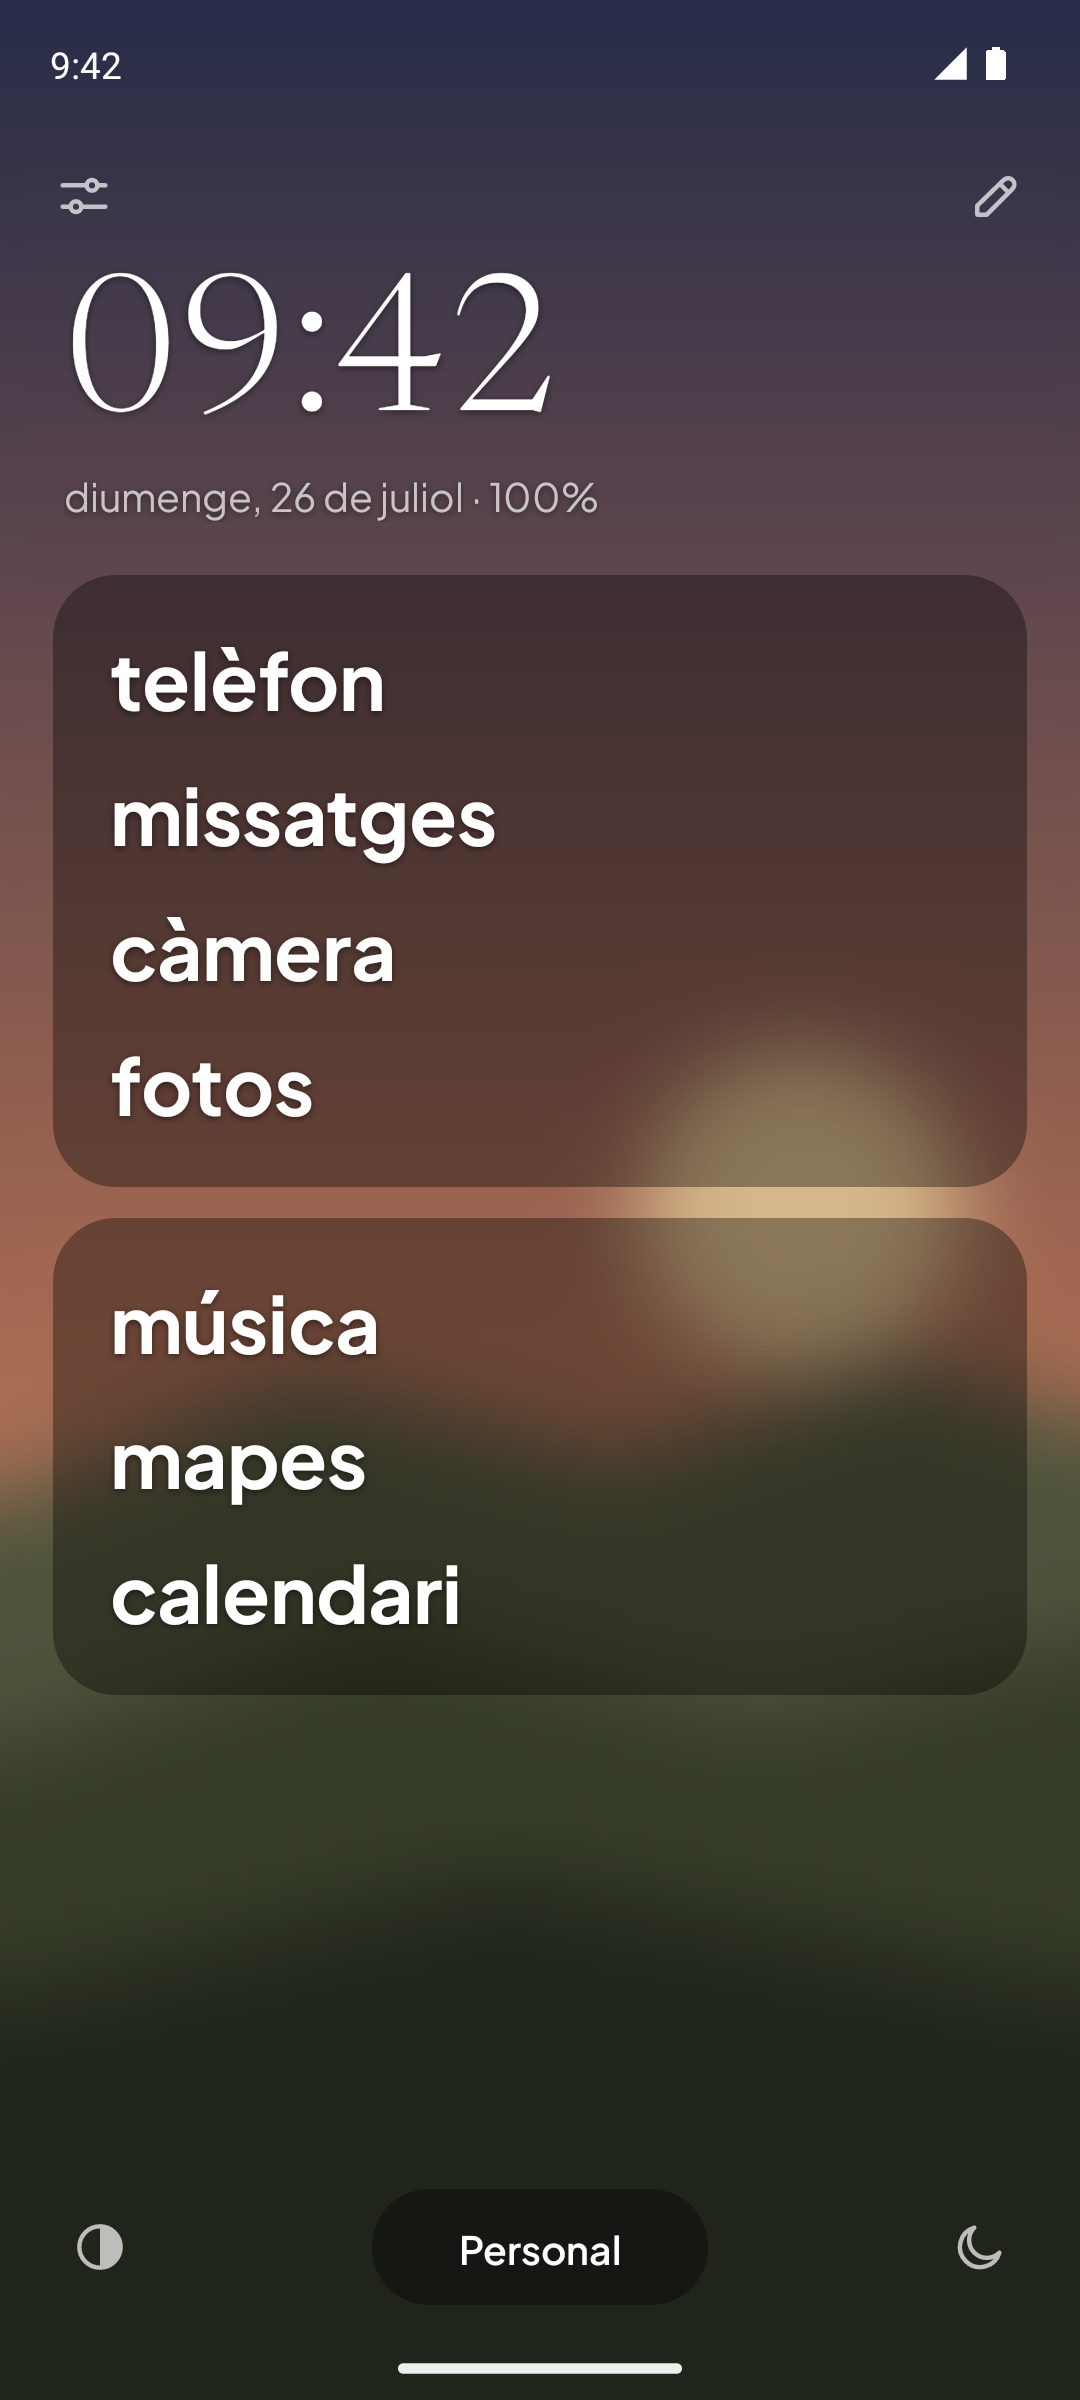 9:42
09:42
diumenge, 26 de juliol · 100%
telèfon
missatges
càmera
fotos
música
mapes
calendari
Personal